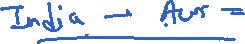 India → Aus =